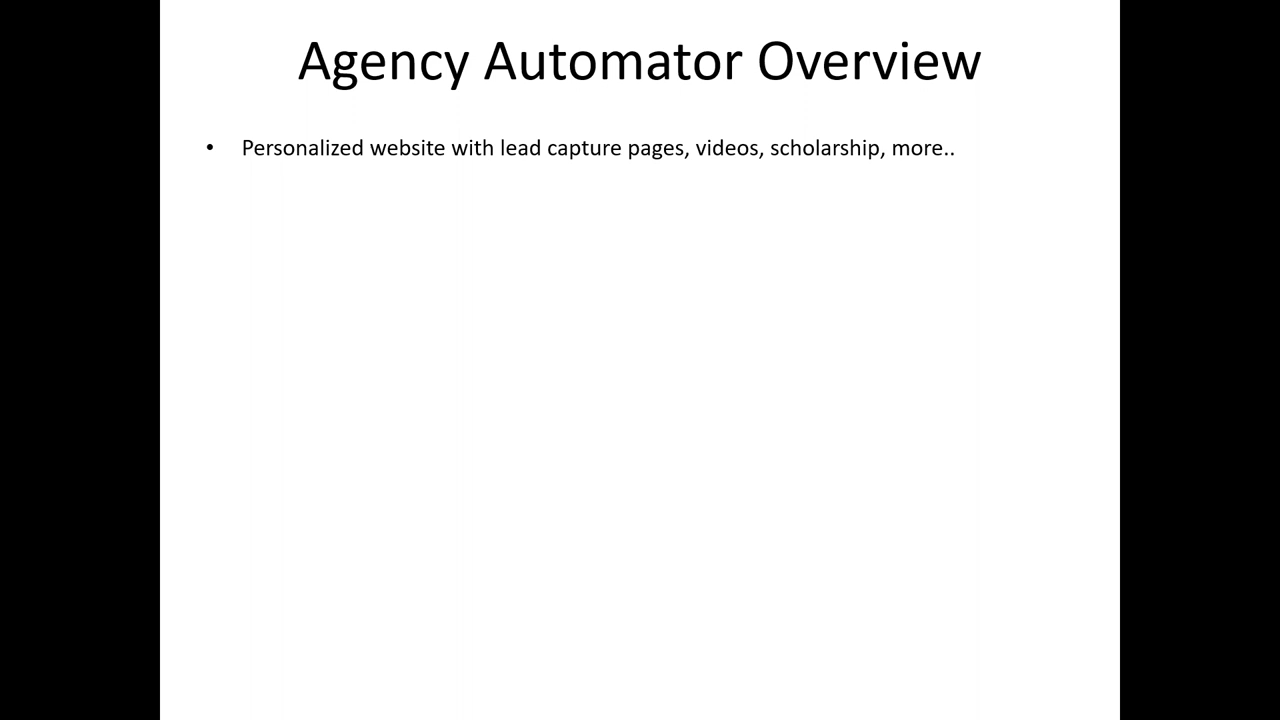 Agency Automator Overview
• Personalized website with lead capture pages, videos, scholarship, more..